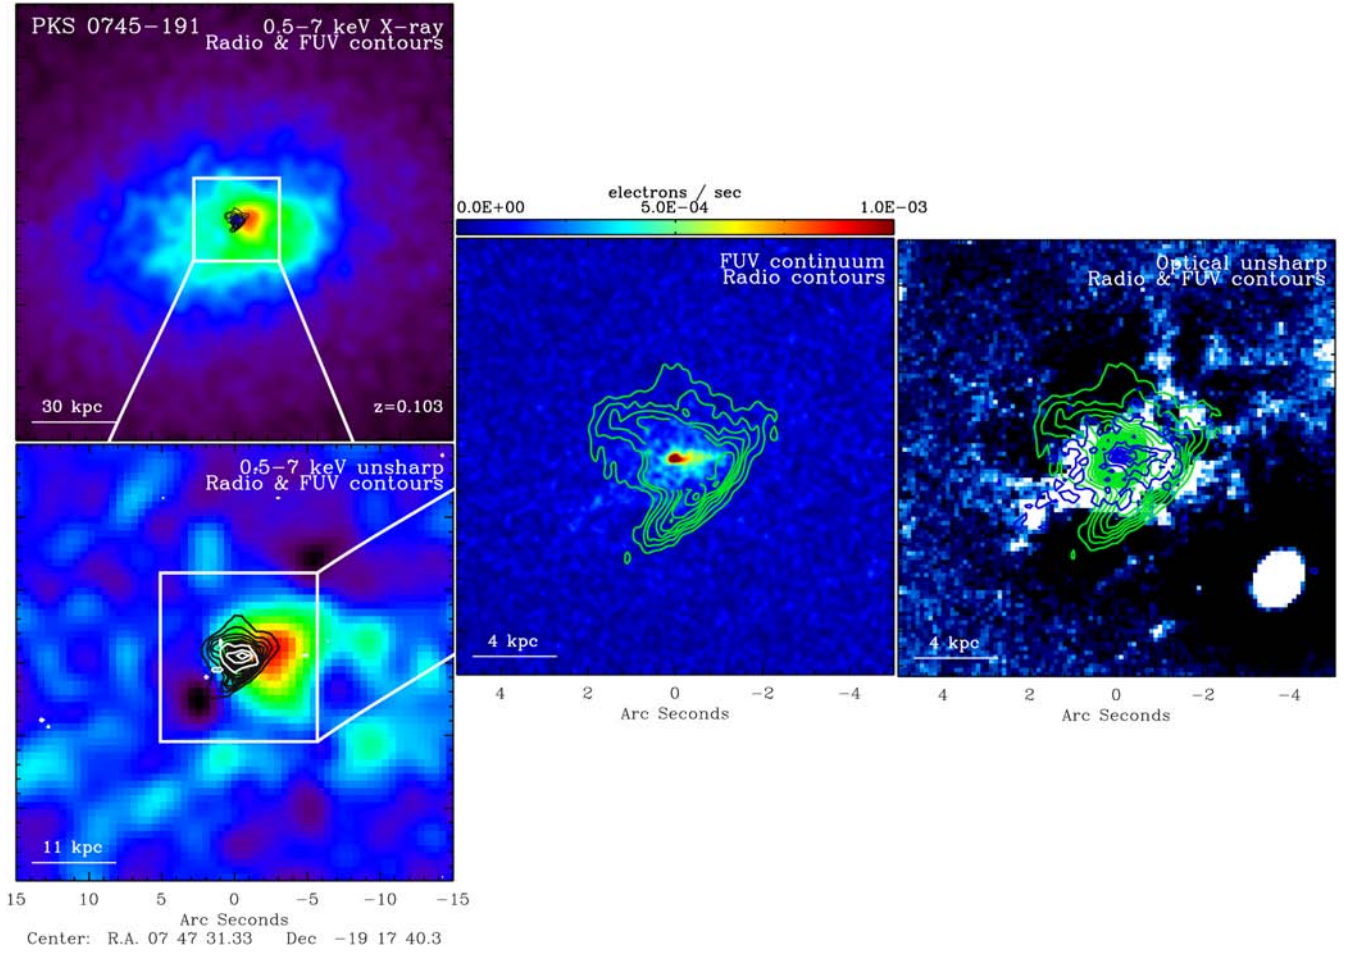 PKS 0745-191
0.5-7 keV X-ray
Radio & FUV contours
30 kpc
z=0.103
0.5-7 keV unsharp
Radio & FUV contours
11 kpc
15 10 5 0 -5 -10 -15
Arc Seconds
Center: R.A. 07 47 31.33 Dec -19 17 40.3
electrons / sec
0.0E+00 5.0E-04 1.0E-03
FUV continuum
Radio contours
4 kpc
4 2 0 -2 -4
Arc Seconds
Optical unsharp
Radio & FUV contours
4 kpc
4 2 0 -2 -4
Arc Seconds